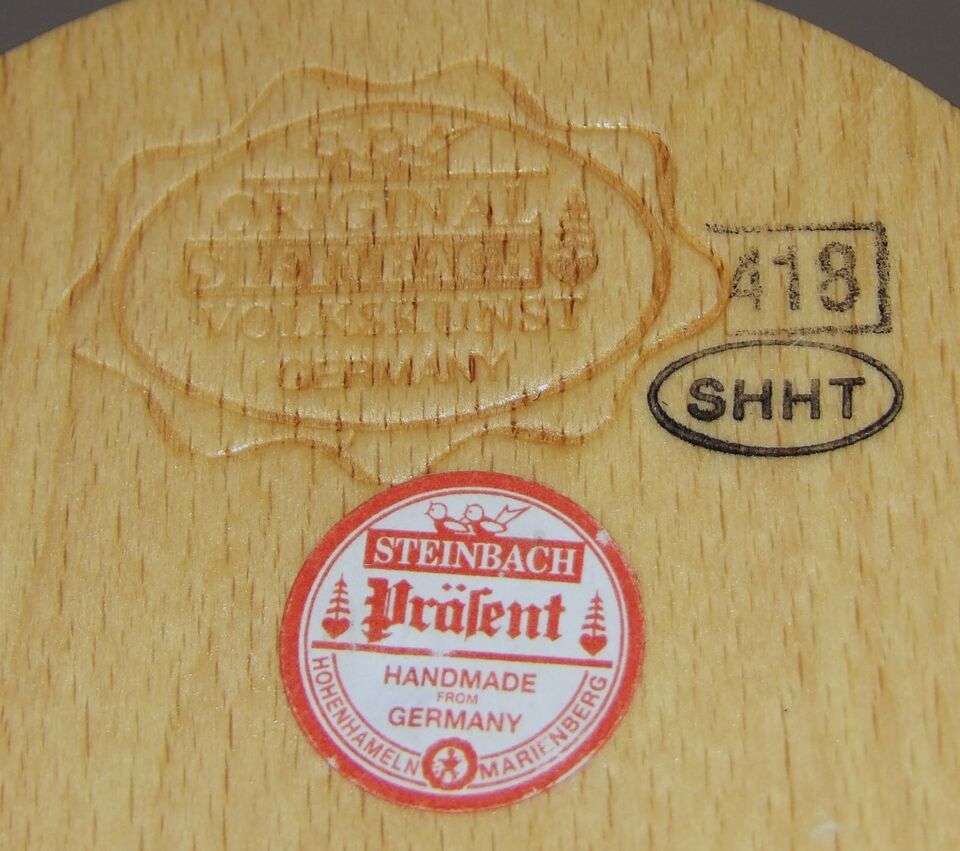 ORIGINAL
STEINBACH
VOLKSKUNST
GERMANY
418
SHHT
STEINBACH
Präſent
HANDMADE
FROM
GERMANY
HOHENHAMELN MARIENBERG